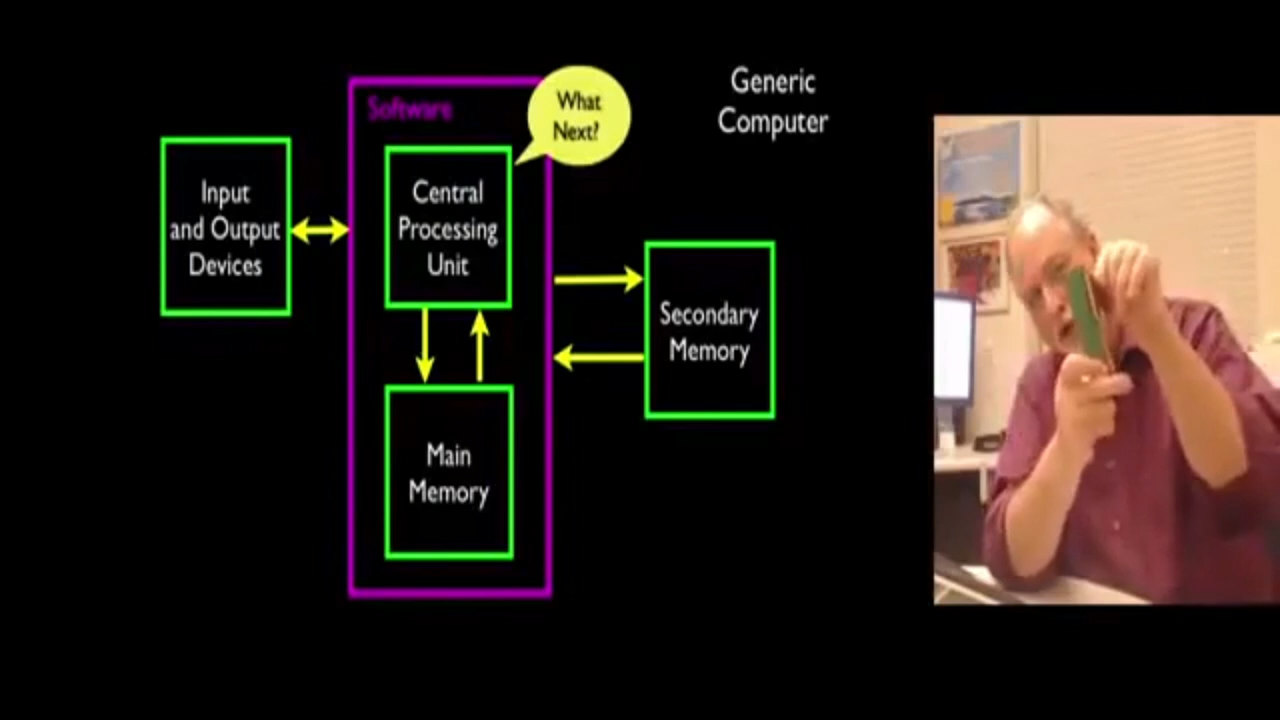 Generic
Computer
Software
What
Next?
Input
and Output
Devices
Central
Processing
Unit
Secondary
Memory
Main
Memory